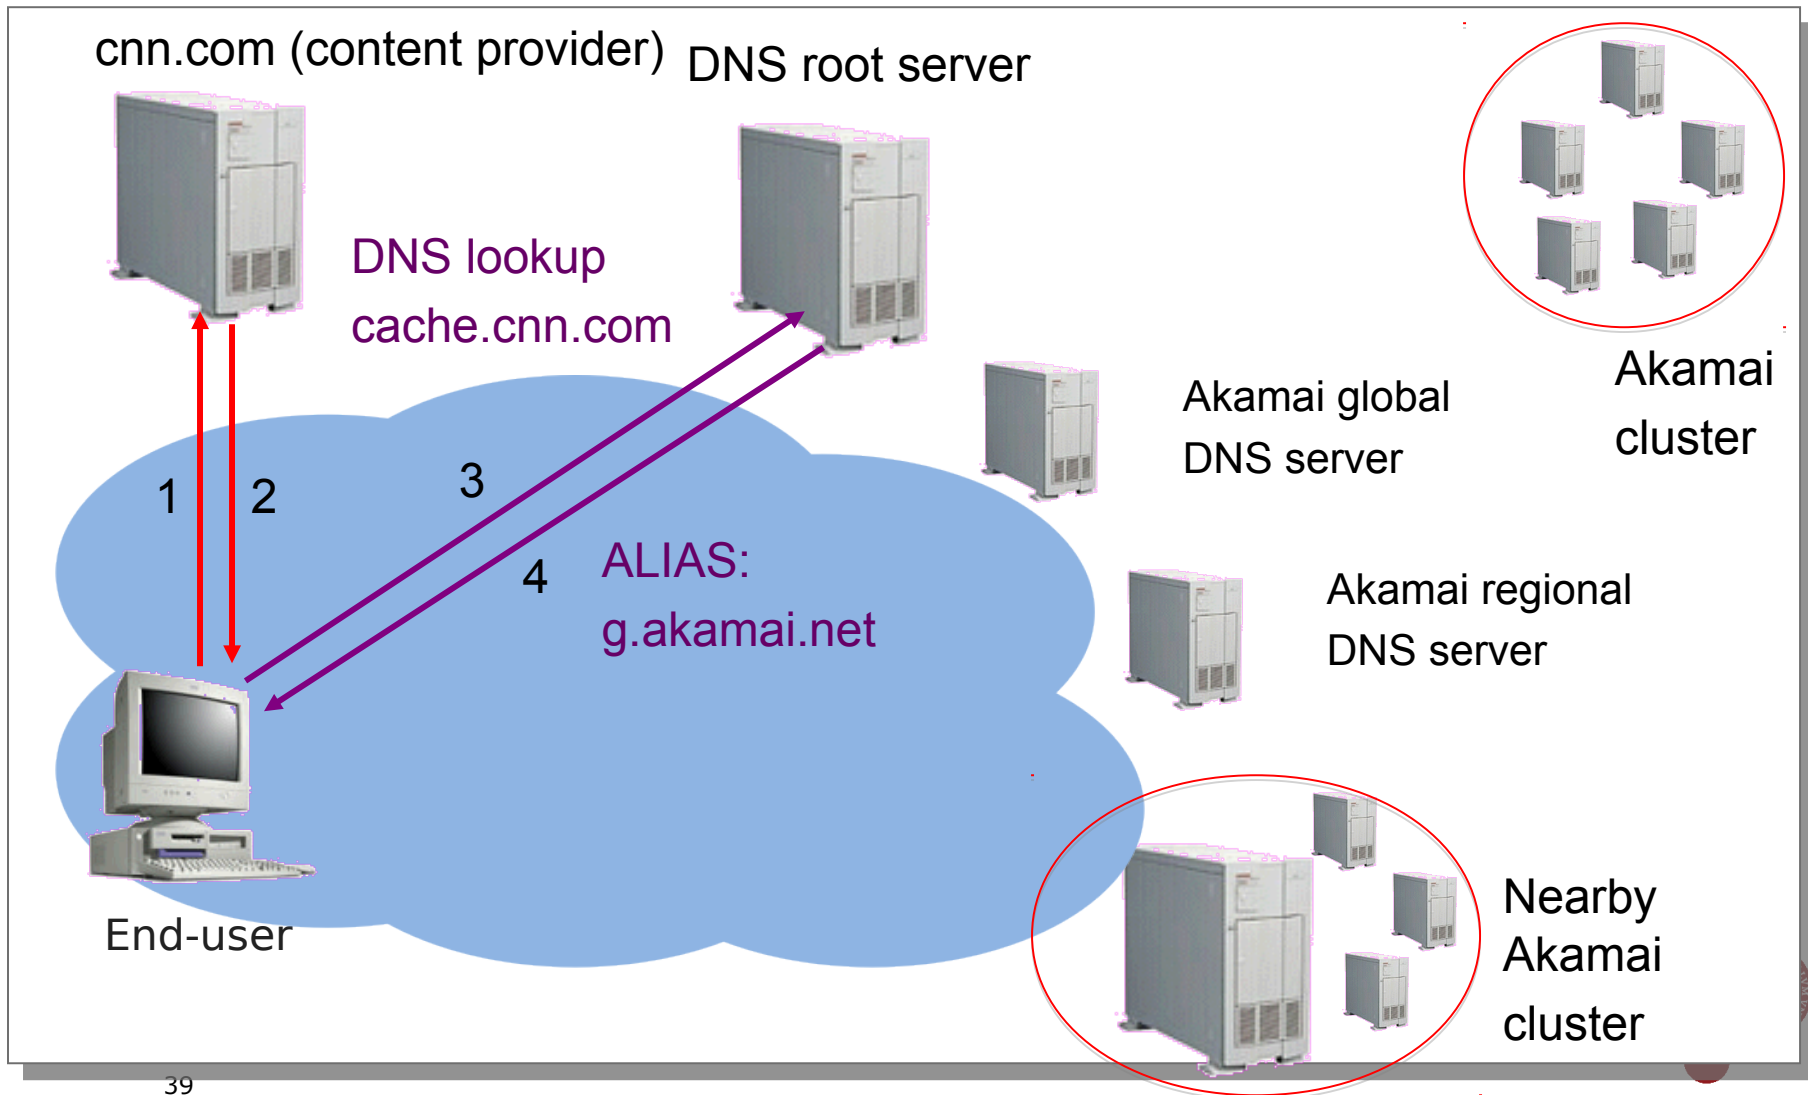 cnn.com (content provider)
DNS root server
DNS lookup
cache.cnn.com
Akamai
cluster
Akamai global
DNS server
1
2
3
4
ALIAS:
g.akamai.net
Akamai regional
DNS server
End-user
Nearby
Akamai
cluster
39